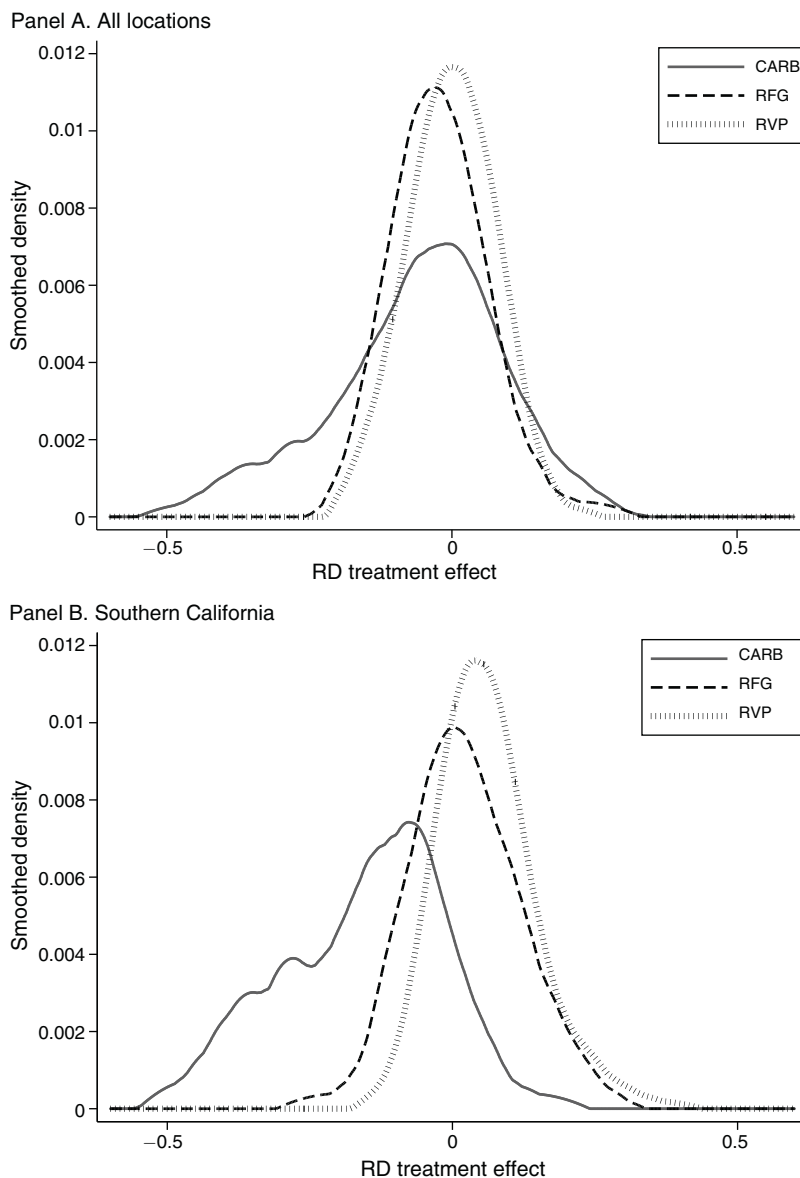 Panel A. All locations
0.012
0.01
0.008
0.006
0.004
0.002
0
Smoothed density
CARB
RFG
RVP
−0.5
0
0.5
RD treatment effect
Panel B. Southern California
0.012
0.01
0.008
0.006
0.004
0.002
0
Smoothed density
CARB
RFG
RVP
−0.5
0
0.5
RD treatment effect